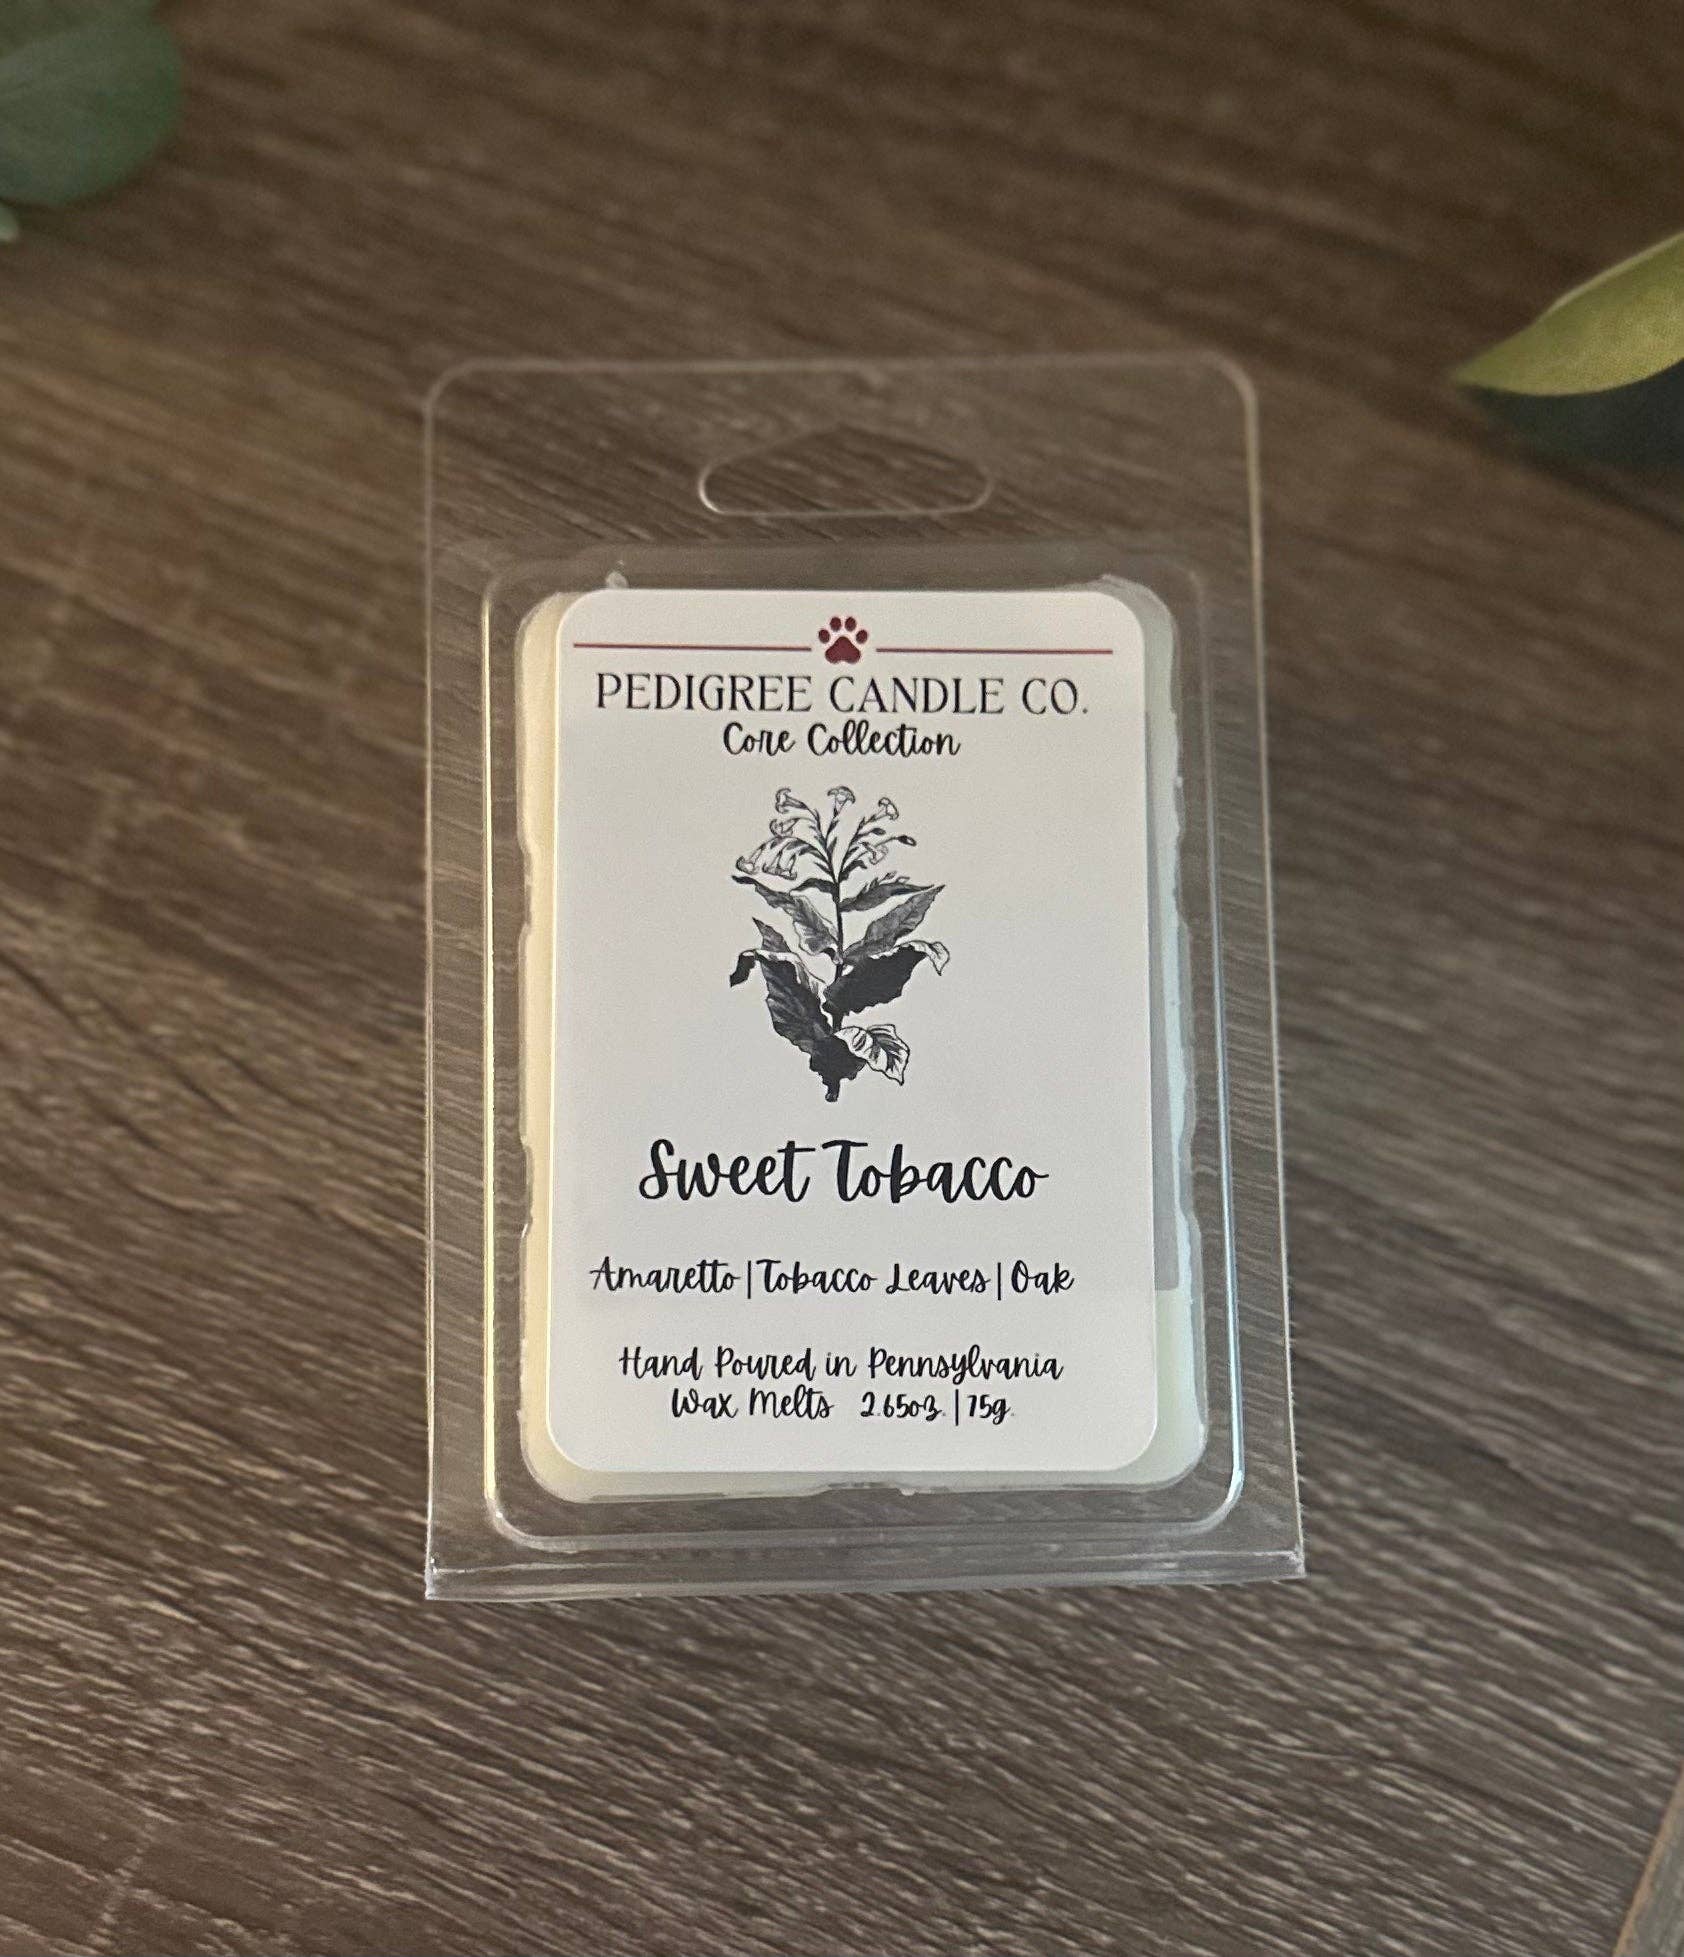 PEDIGREE CANDLE CO.
Core Collection
Sweet Tobacco
Amaretto|Tobacco Leaves|Oak
Hand Poured in Pennsylvania
Wax Melts 2.65oz. | 75g.